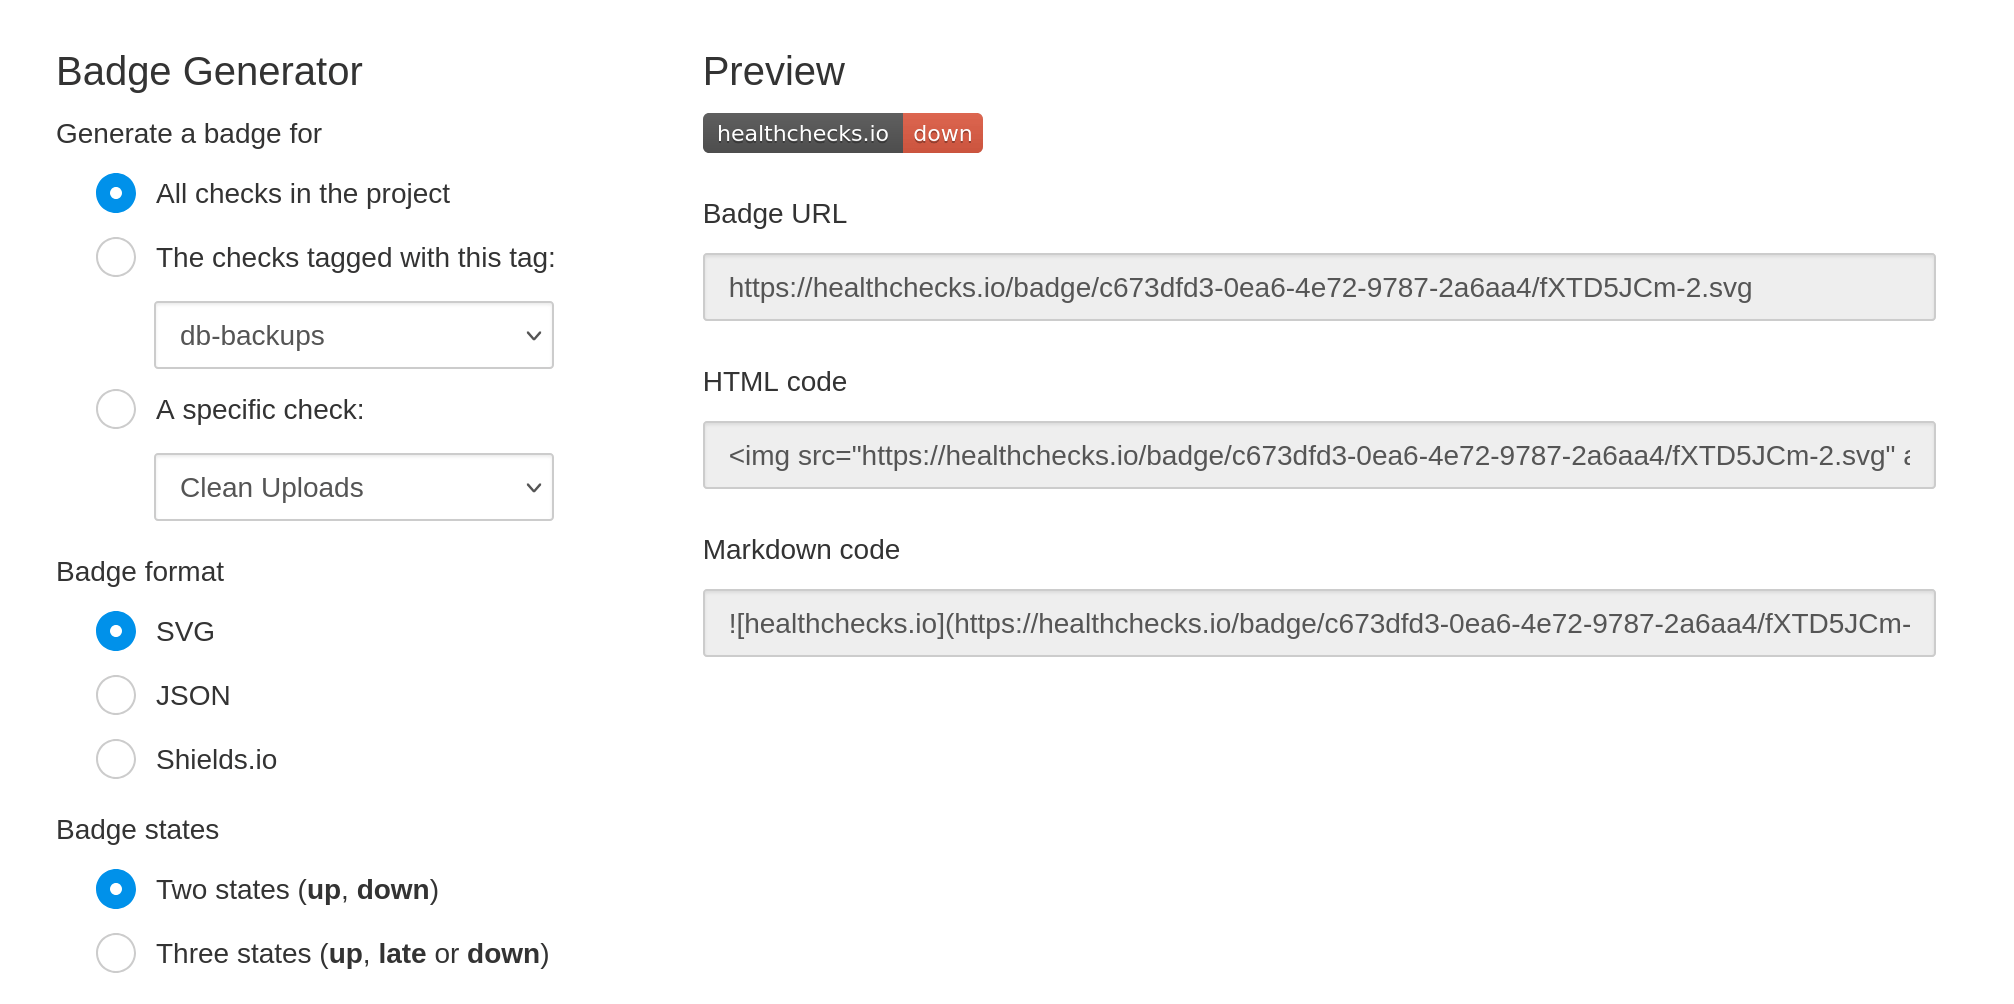 Badge Generator
Generate a badge for
All checks in the project
The checks tagged with this tag:
db-backups
A specific check:
Clean Uploads
Badge format
SVG
JSON
Shields.io
Badge states
Two states (up, down)
Three states (up, late or down)
Preview
healthchecks.io down
Badge URL
https://healthchecks.io/badge/c673dfd3-0ea6-4e72-9787-2a6aa4/fXTD5JCm-2.svg
HTML code
<img src="https://healthchecks.io/badge/c673dfd3-0ea6-4e72-9787-2a6aa4/fXTD5JCm-2.svg" a
Markdown code
![healthchecks.io](https://healthchecks.io/badge/c673dfd3-0ea6-4e72-9787-2a6aa4/fXTD5JCm-